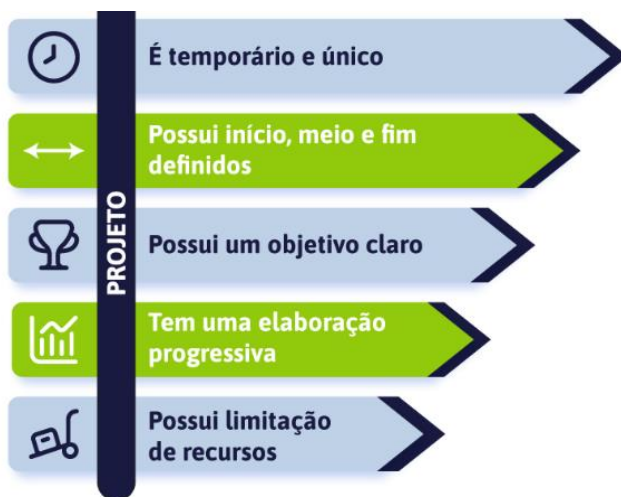 PROJETO
É temporário e único
Possui início, meio e fim
definidos
Possui um objetivo claro
Tem uma elaboração
progressiva
Possui limitação
de recursos